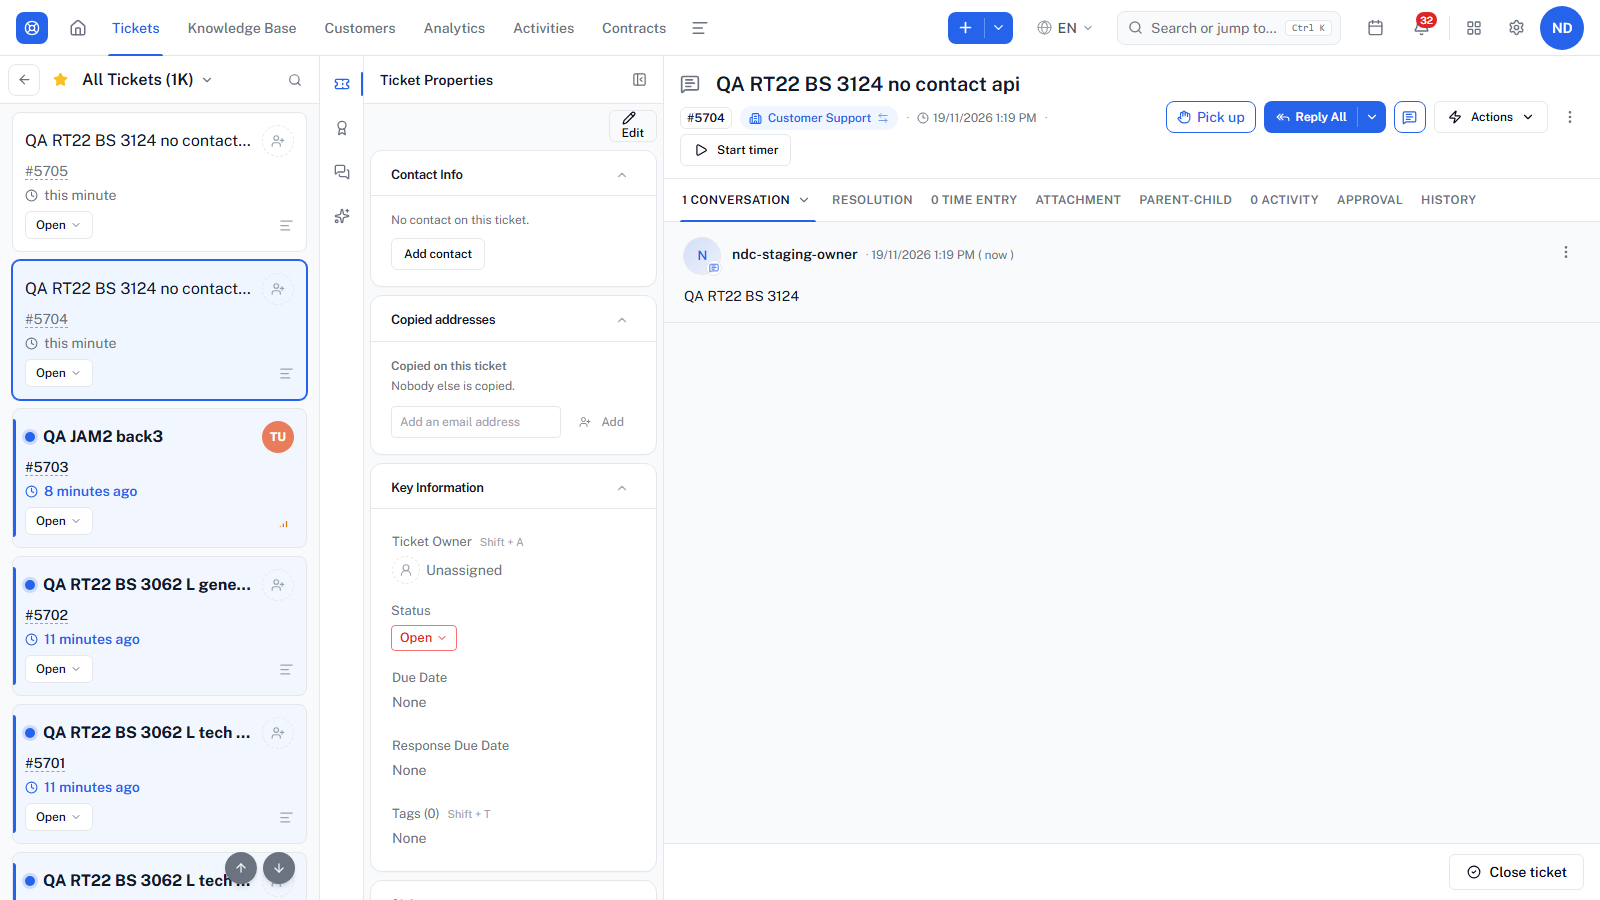 Tickets
Knowledge Base
Customers
Analytics
Activities
Contracts
EN
Search or jump to...
Ctrl K
32
ND
All Tickets (1K)
QA RT22 BS 3124 no contact...
#5705
this minute
Open
QA RT22 BS 3124 no contact...
#5704
this minute
Open
QA JAM2 back3
TU
#5703
8 minutes ago
Open
QA RT22 BS 3062 L gene...
#5702
11 minutes ago
Open
QA RT22 BS 3062 L tech ...
#5701
11 minutes ago
Open
QA RT22 BS 3062 L tech ...
Ticket Properties
Edit
Contact Info
No contact on this ticket.
Add contact
Copied addresses
Copied on this ticket
Nobody else is copied.
Add an email address
Add
Key Information
Ticket Owner Shift + A
Unassigned
Status
Open
Due Date
None
Response Due Date
None
Tags (0) Shift + T
None
QA RT22 BS 3124 no contact api
#5704
Customer Support
· 19/11/2026 1:19 PM ·
Start timer
Pick up
Reply All
Actions
1 CONVERSATION
RESOLUTION
0 TIME ENTRY
ATTACHMENT
PARENT-CHILD
0 ACTIVITY
APPROVAL
HISTORY
N
ndc-staging-owner · 19/11/2026 1:19 PM ( now )
QA RT22 BS 3124
Close ticket